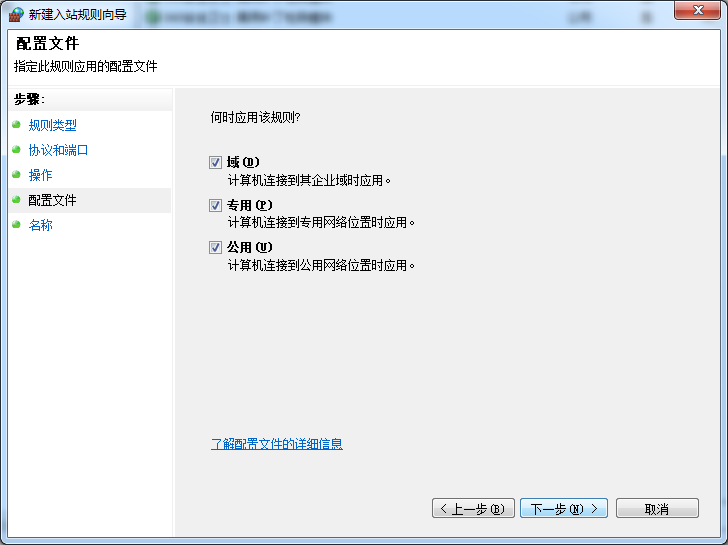 新建入站规则向导
配置文件
指定此规则应用的配置文件
步骤:
规则类型
协议和端口
操作
配置文件
名称
何时应用该规则?
域(D)
计算机连接到其企业域时应用。
专用(P)
计算机连接到专用网络位置时应用。
公用(U)
计算机连接到公用网络位置时应用。
了解配置文件的详细信息
< 上一步(B)
下一步(N) >
取消